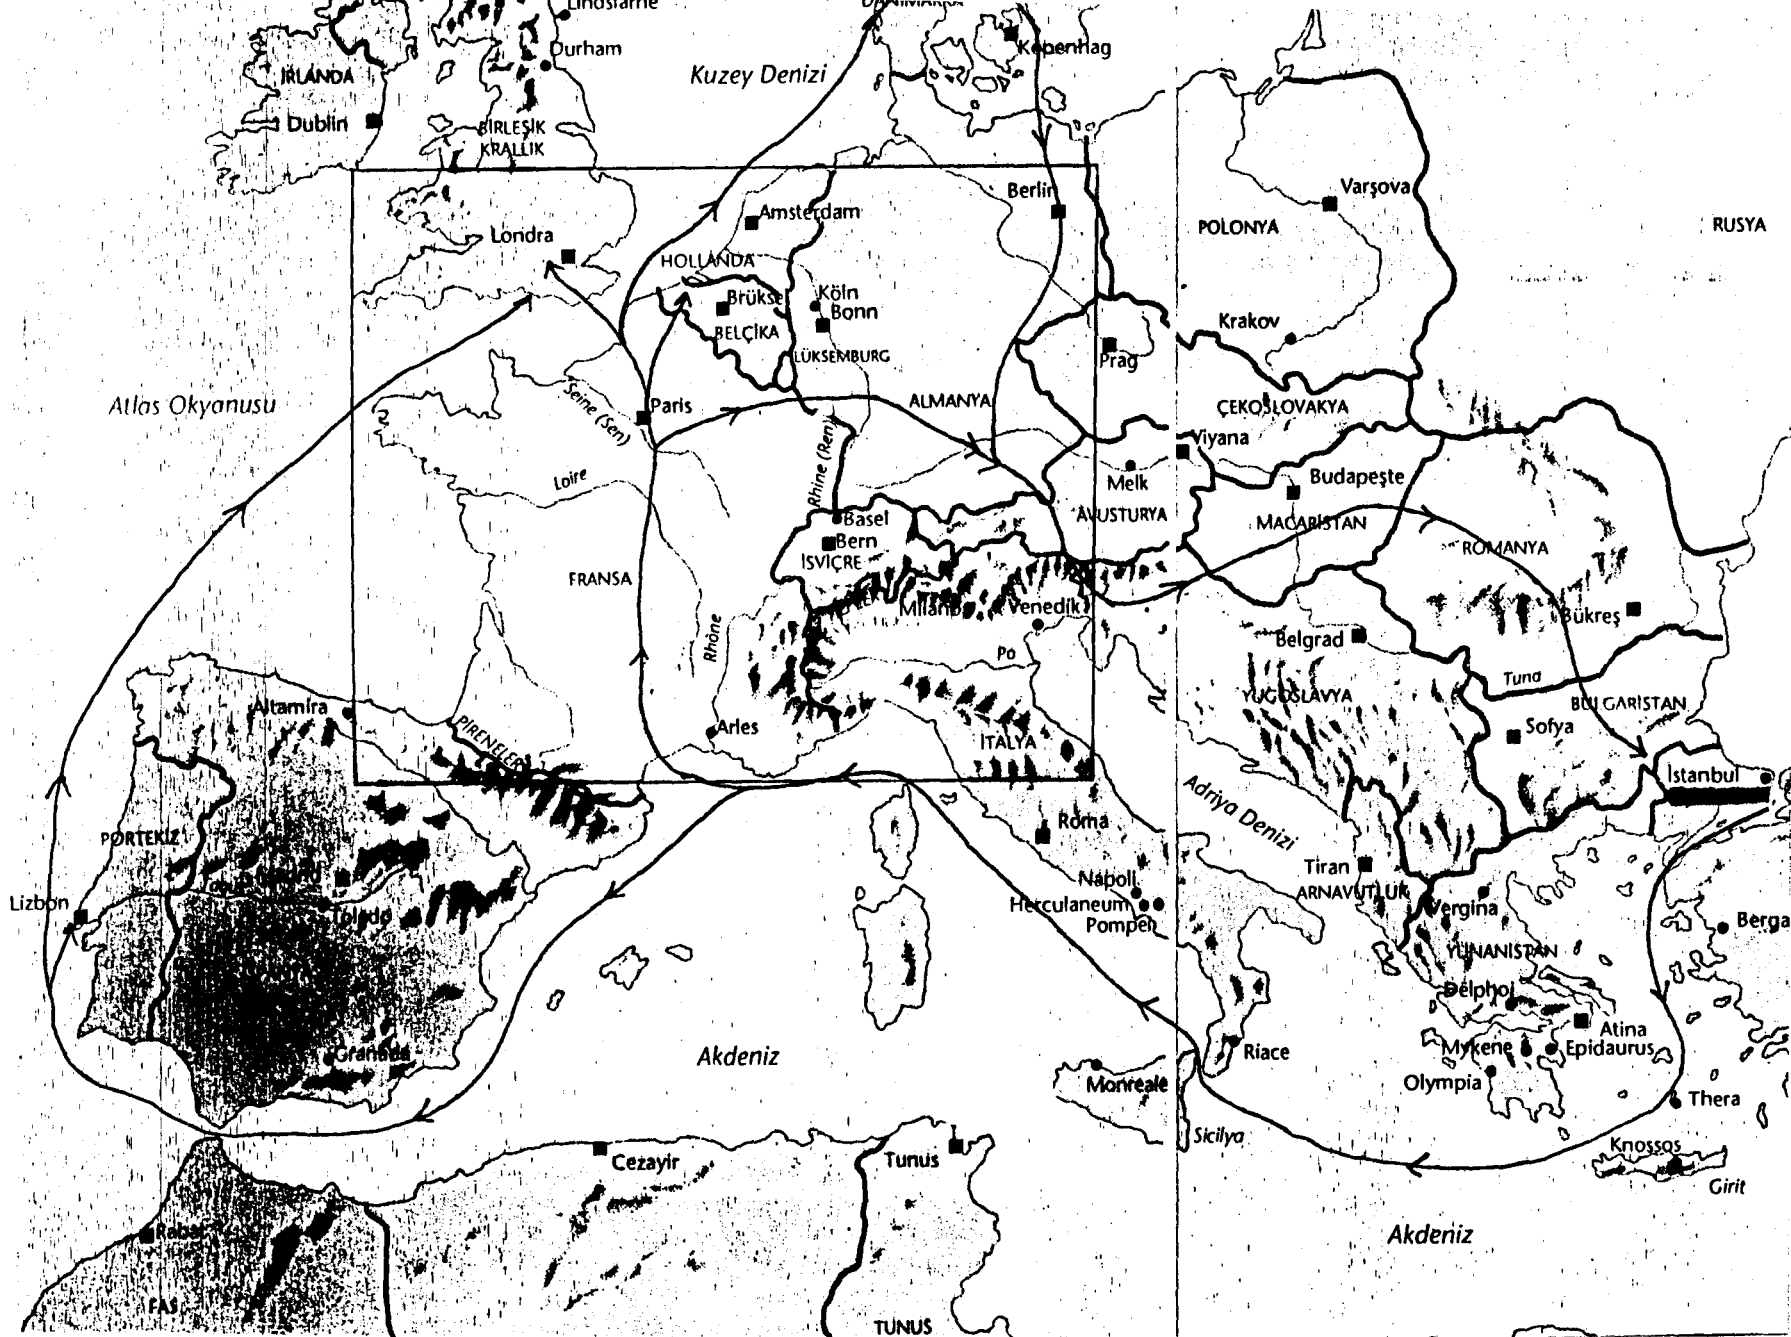 Lindisfarne
Durham
Kuzey Denizi
Kopenhag
İRLANDA
Dublin
BİRLEŞİK
KRALLIK
Berlin
Varşova
Amsterdam
POLONYA
RUSYA
Londra
HOLLANDA
Köln
Bonn
BELÇİKA
Krakov
LÜKSEMBURG
Prag
Atlas Okyanusu
Seine (Sen)
Paris
ALMANYA
ÇEKOSLOVAKYA
Viyana
Rhine (Ren)
Loire
Melk
Budapeşte
Basel
AVUSTURYA
MACARİSTAN
Bern
İSVİÇRE
ROMANYA
FRANSA
Milano
Venedik
Bükreş
Rhône
Belgrad
Po
Tuna
YUGOSLAVYA
BULGARİSTAN
Altamira
PİRENELER
Arles
İTALYA
Sofya
İstanbul
Adriya Denizi
PORTEKİZ
Roma
Tiran
ARNAVUTLUK
Napoli
Lizbon
Herculaneum
Toledo
Vergina
Pompeii
Berga
YUNANİSTAN
Delphoi
Atina
Granada
Akdeniz
Riace
Mykene
Epidaurus
Monreale
Olympia
Thera
Sicilya
Knossos
Cezayir
Tunus
Girit
Rabat
Akdeniz
FAS
TUNUS